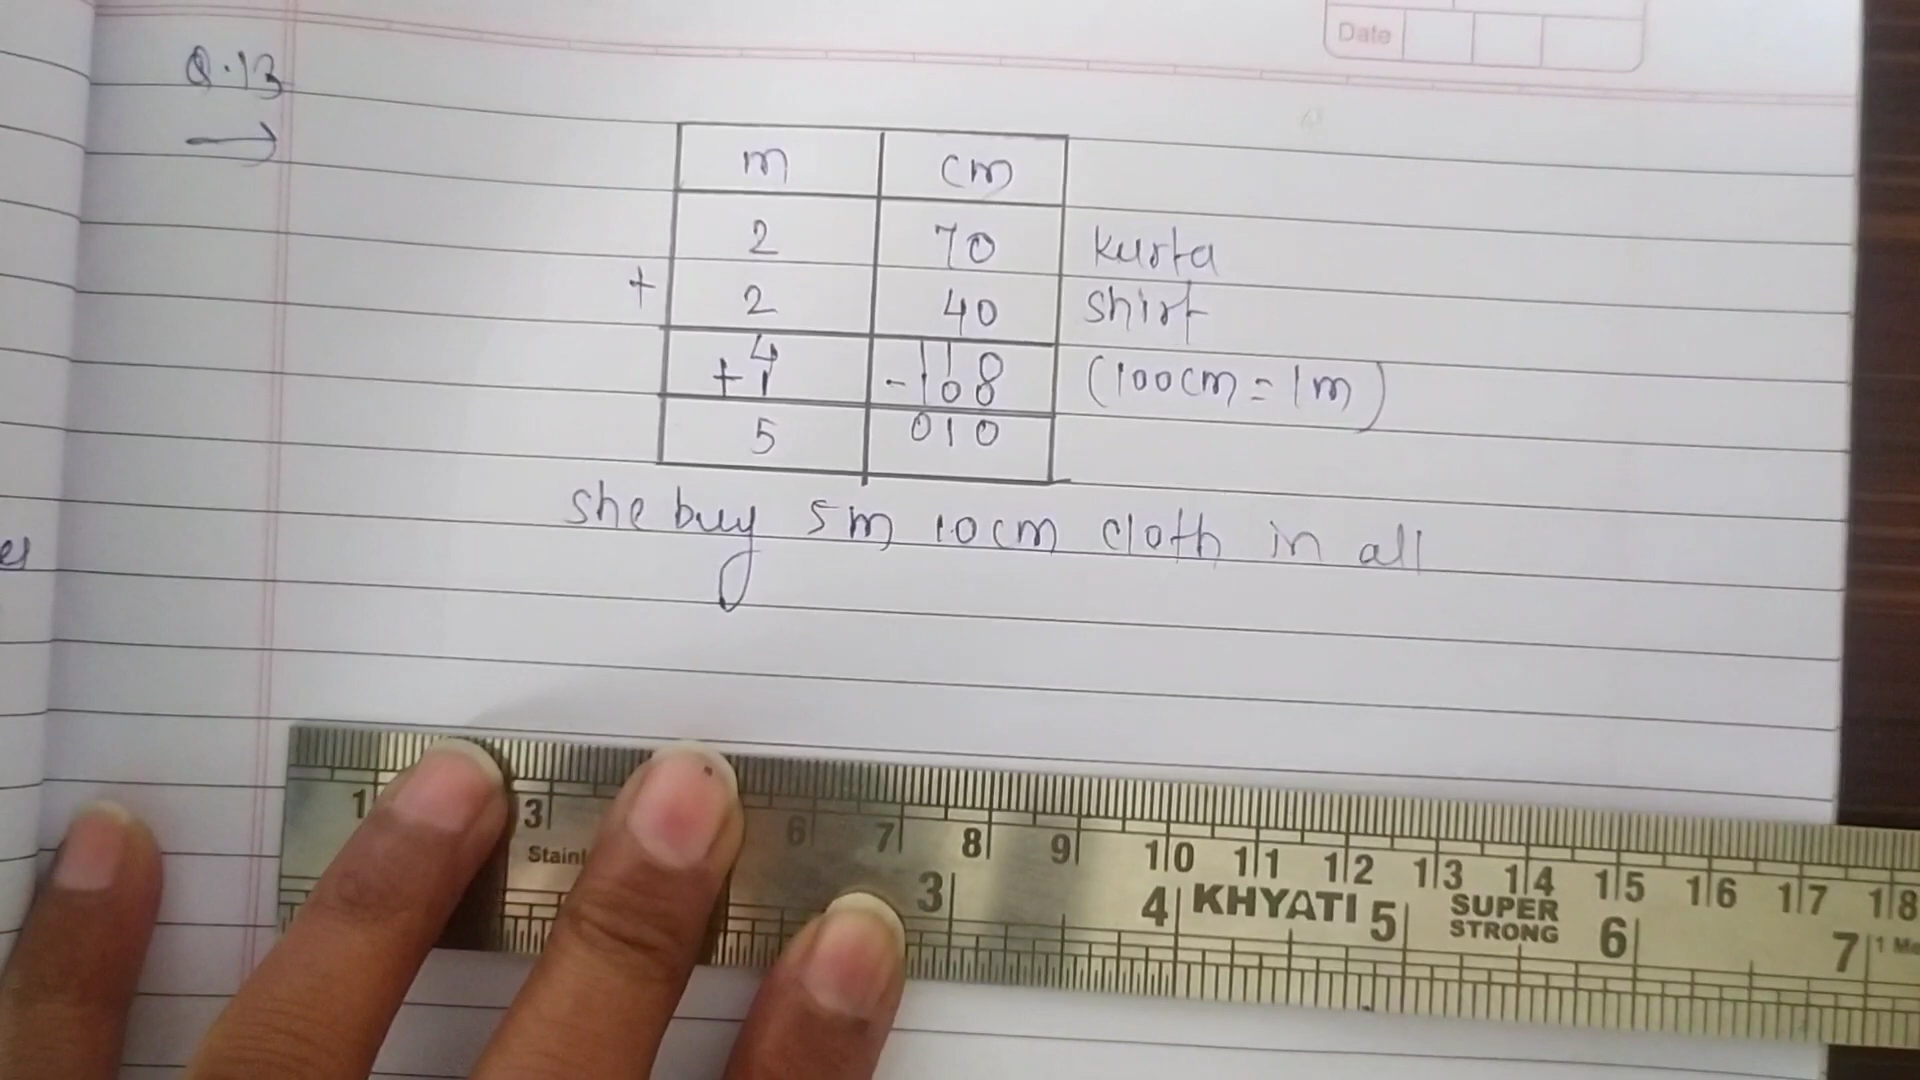 Date
Q.13
→
m cm
2 70 kurta
+ 2 40 shirt
4 110
+1 -100 (100cm = 1m)
5 010
she buy 5m 10cm cloth in all
1 3 6 7 8 9 10 11 12 13 14 15 16 17 18
3 4 KHYATI 5 SUPER STRONG 6 7